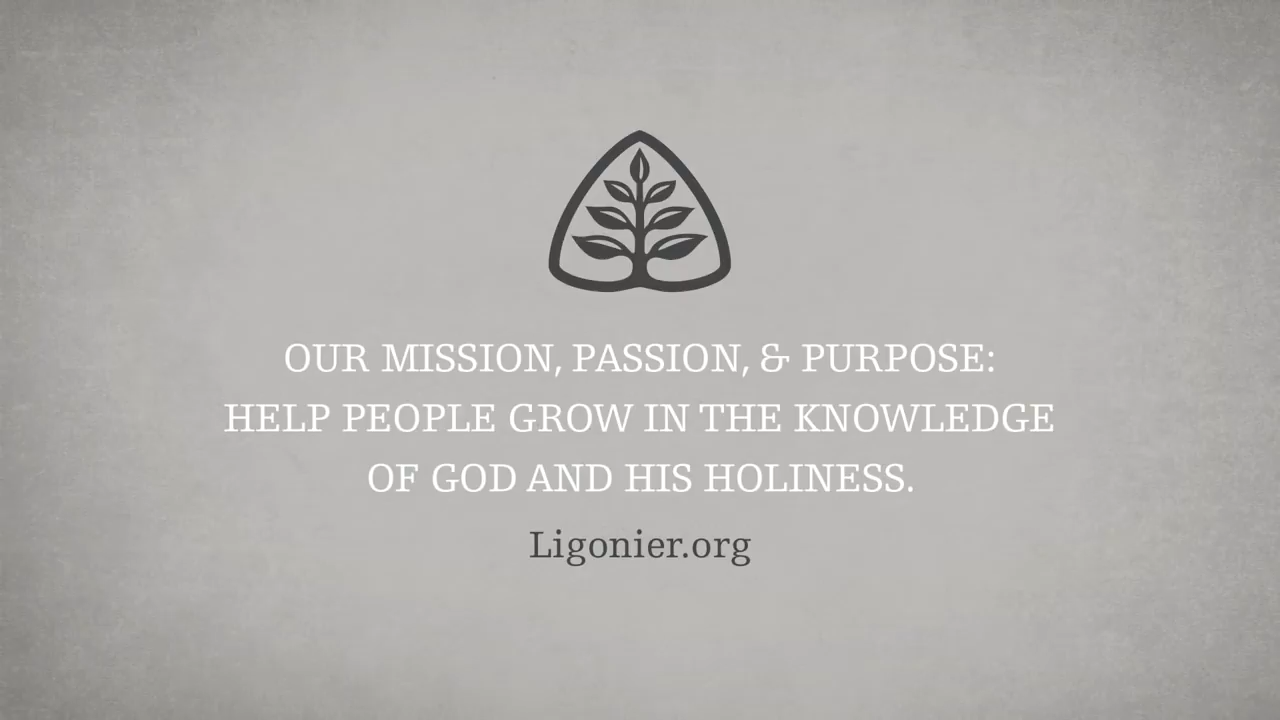 OUR MISSION, PASSION, & PURPOSE:
HELP PEOPLE GROW IN THE KNOWLEDGE
OF GOD AND HIS HOLINESS.
Ligonier.org